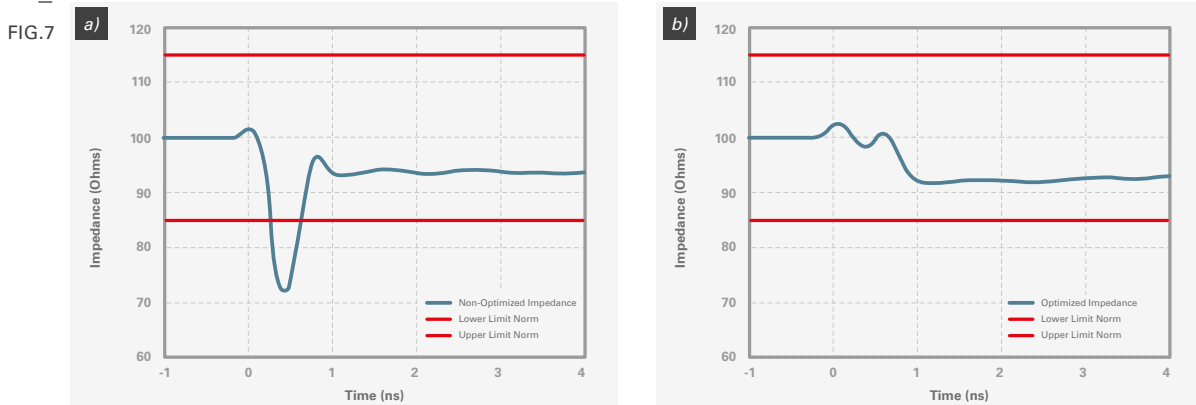 FIG.7
a)
120
110
100
90
80
70
60
Impedance (Ohms)
-1 0 1 2 3 4
Time (ns)
Non-Optimized Impedance
Lower Limit Norm
Upper Limit Norm
b)
120
110
100
90
80
70
60
Impedance (Ohms)
-1 0 1 2 3 4
Time (ns)
Optimized Impedance
Lower Limit Norm
Upper Limit Norm